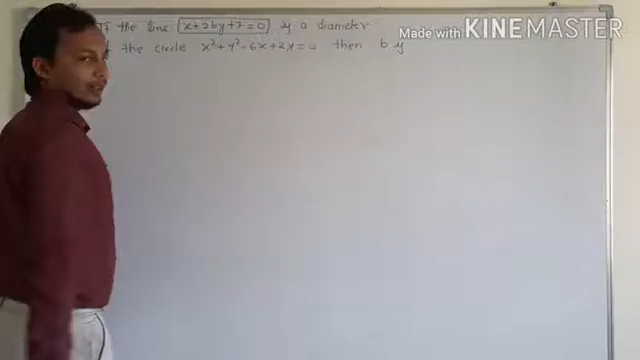 If the line x + 2by + 7 = 0 is a diameter
the circle x² + y² - 6x + 2y = 0 then b is
Made with KINEMASTER